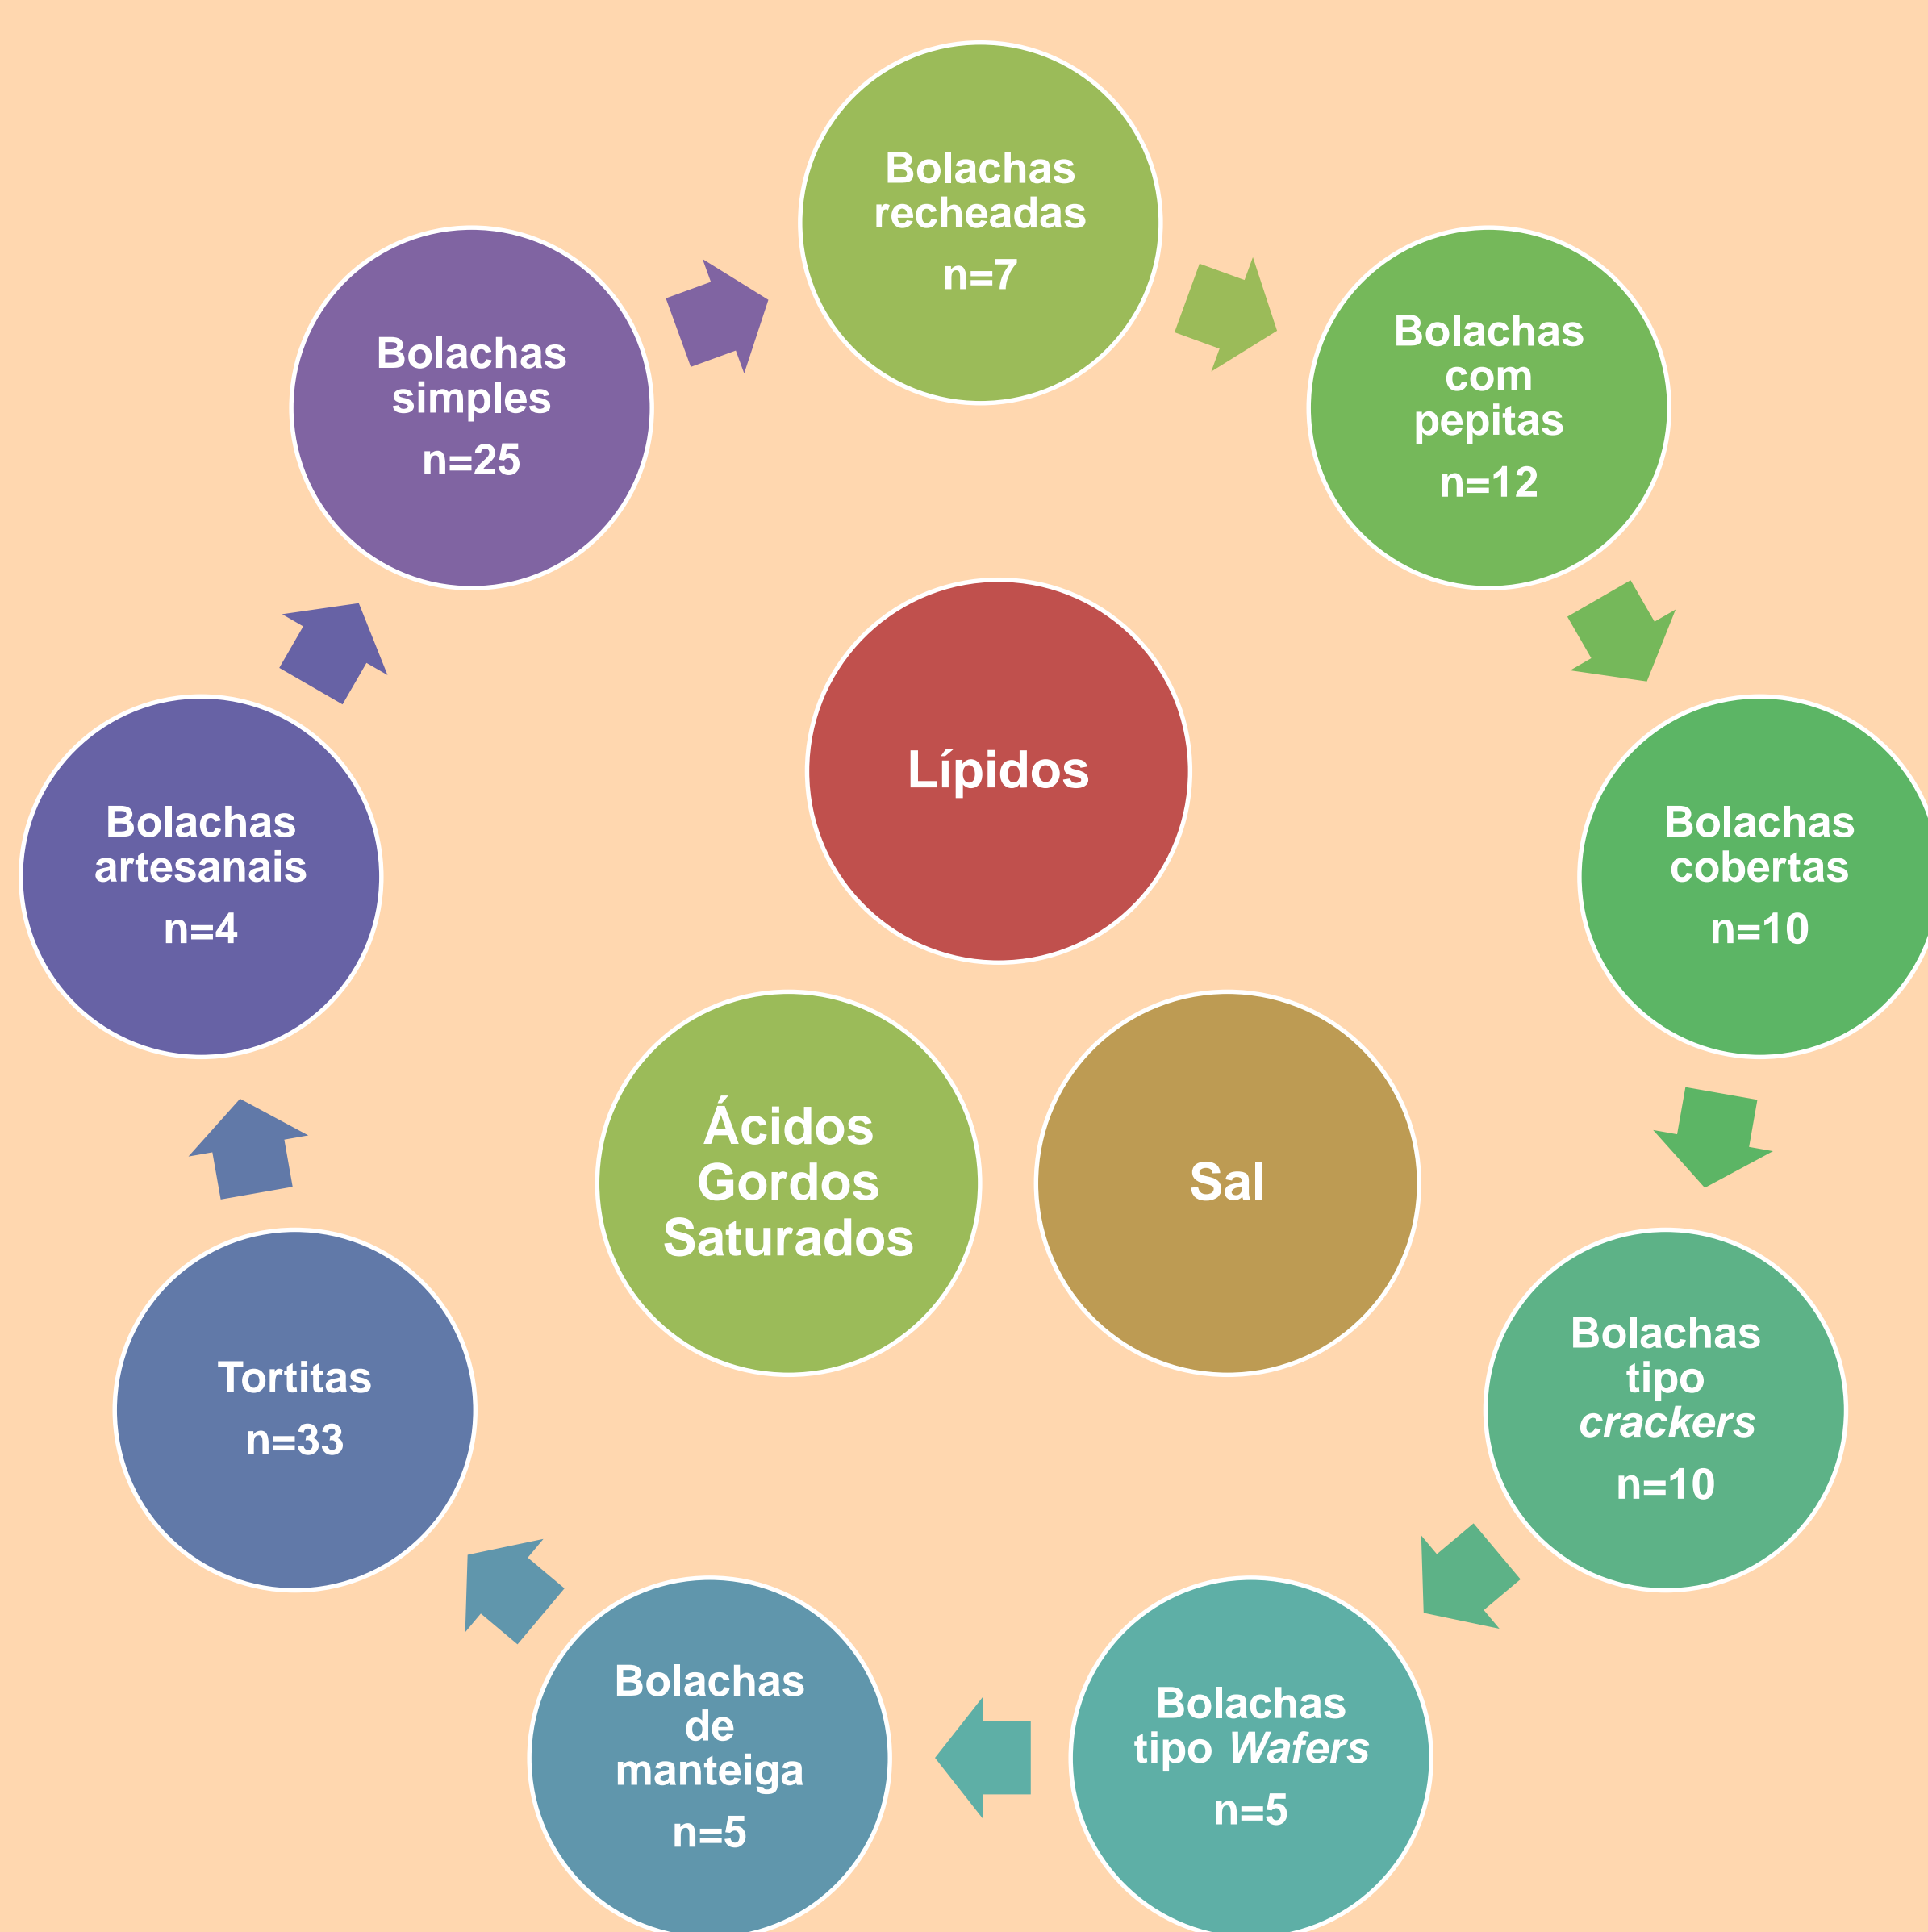 Bolachas
recheadas
n=7
Bolachas
com
pepitas
n=12
Bolachas
cobertas
n=10
Bolachas
tipo
crackers
n=10
Bolachas
tipo Wafers
n=5
Bolachas
de
manteiga
n=5
Tortitas
n=33
Bolachas
artesanais
n=4
Bolachas
simples
n=25
Lípidos
Ácidos
Gordos
Saturados
Sal